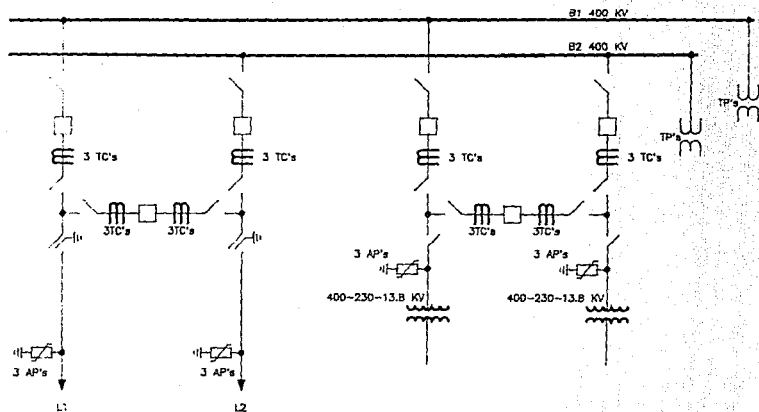 B1 400 KV
B2 400 KV
TP's
TP's
3 TC's
3 TC's
3 TC's
3 TC's
3TC's
3TC's
3TC's
3TC's
3 AP's
3 AP's
400-230-13.8 KV
400-230-13.8 KV
3 AP's
3 AP's
L1
L2